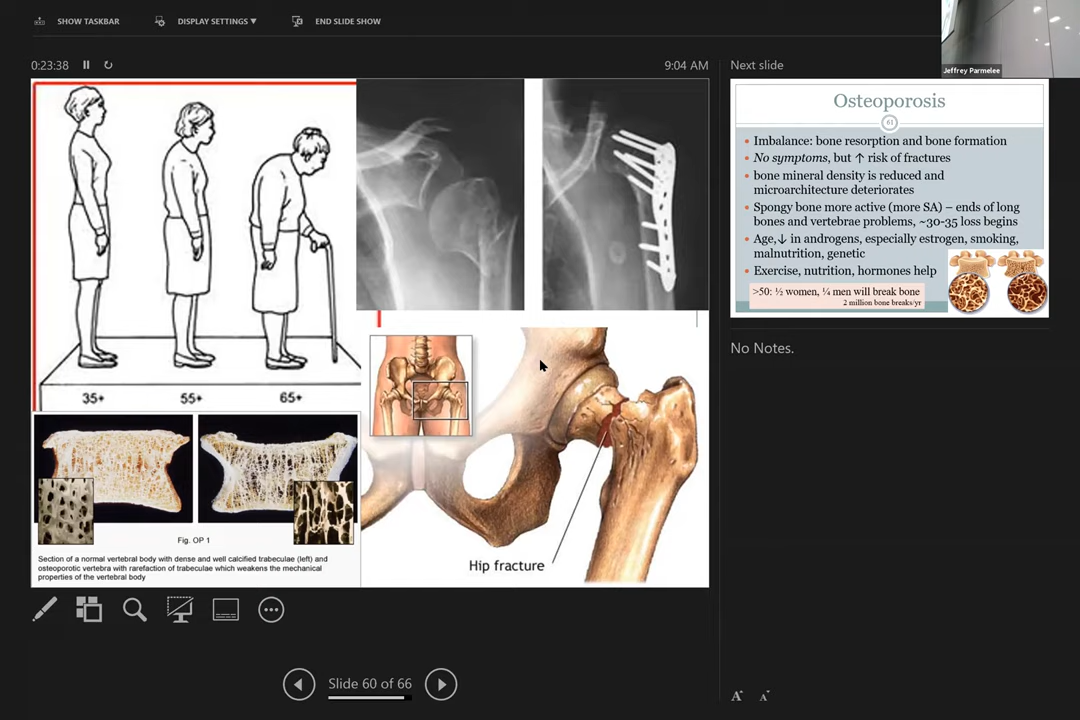 SHOW TASKBAR
DISPLAY SETTINGS ▼
END SLIDE SHOW
Jeffrey Parmelee
0:23:38
9:04 AM
35+
55+
65+
Fig. OP 1
Section of a normal vertebral body with dense and well calcified trabeculae (left) and
osteoporotic vertebra with rarefaction of trabeculae which weakens the mechanical
properties of the vertebral body
Hip fracture
Slide 60 of 66
Next slide
Osteoporosis
61
• Imbalance: bone resorption and bone formation
• No symptoms, but ↑ risk of fractures
• bone mineral density is reduced and
microarchitecture deteriorates
• Spongy bone more active (more SA) – ends of long
bones and vertebrae problems, ~30-35 loss begins
• Age,↓ in androgens, especially estrogen, smoking,
malnutrition, genetic
• Exercise, nutrition, hormones help
>50: ½ women, ¼ men will break bone
2 million bone breaks/yr
No Notes.
A A